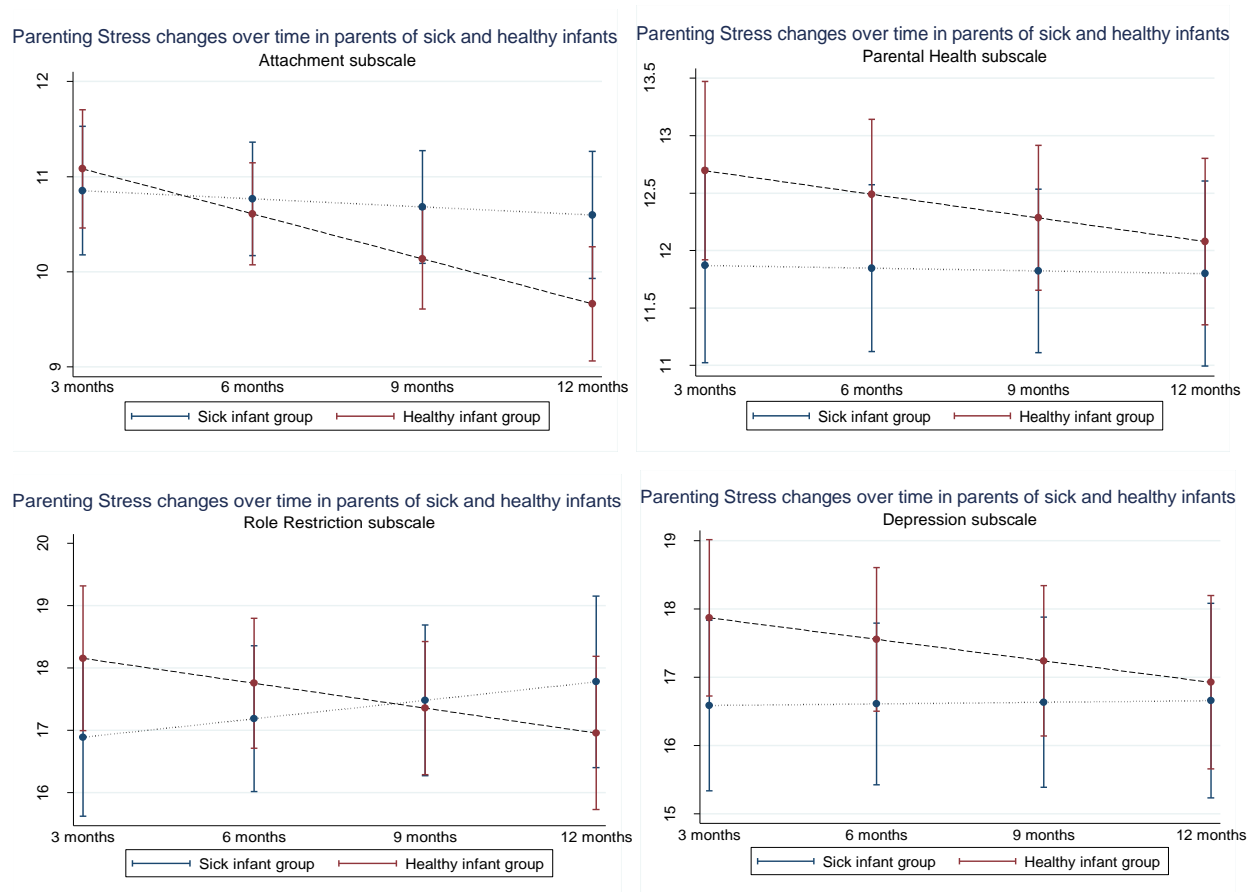 Parenting Stress changes over time in parents of sick and healthy infants
Attachment subscale
12
11
10
9
3 months
6 months
9 months
12 months
Sick infant group
Healthy infant group
Parenting Stress changes over time in parents of sick and healthy infants
Parental Health subscale
13.5
13
12.5
12
11.5
11
3 months
6 months
9 months
12 months
Sick infant group
Healthy infant group
Parenting Stress changes over time in parents of sick and healthy infants
Role Restriction subscale
20
19
18
17
16
3 months
6 months
9 months
12 months
Sick infant group
Healthy infant group
Parenting Stress changes over time in parents of sick and healthy infants
Depression subscale
19
18
17
16
15
3 months
6 months
9 months
12 months
Sick infant group
Healthy infant group